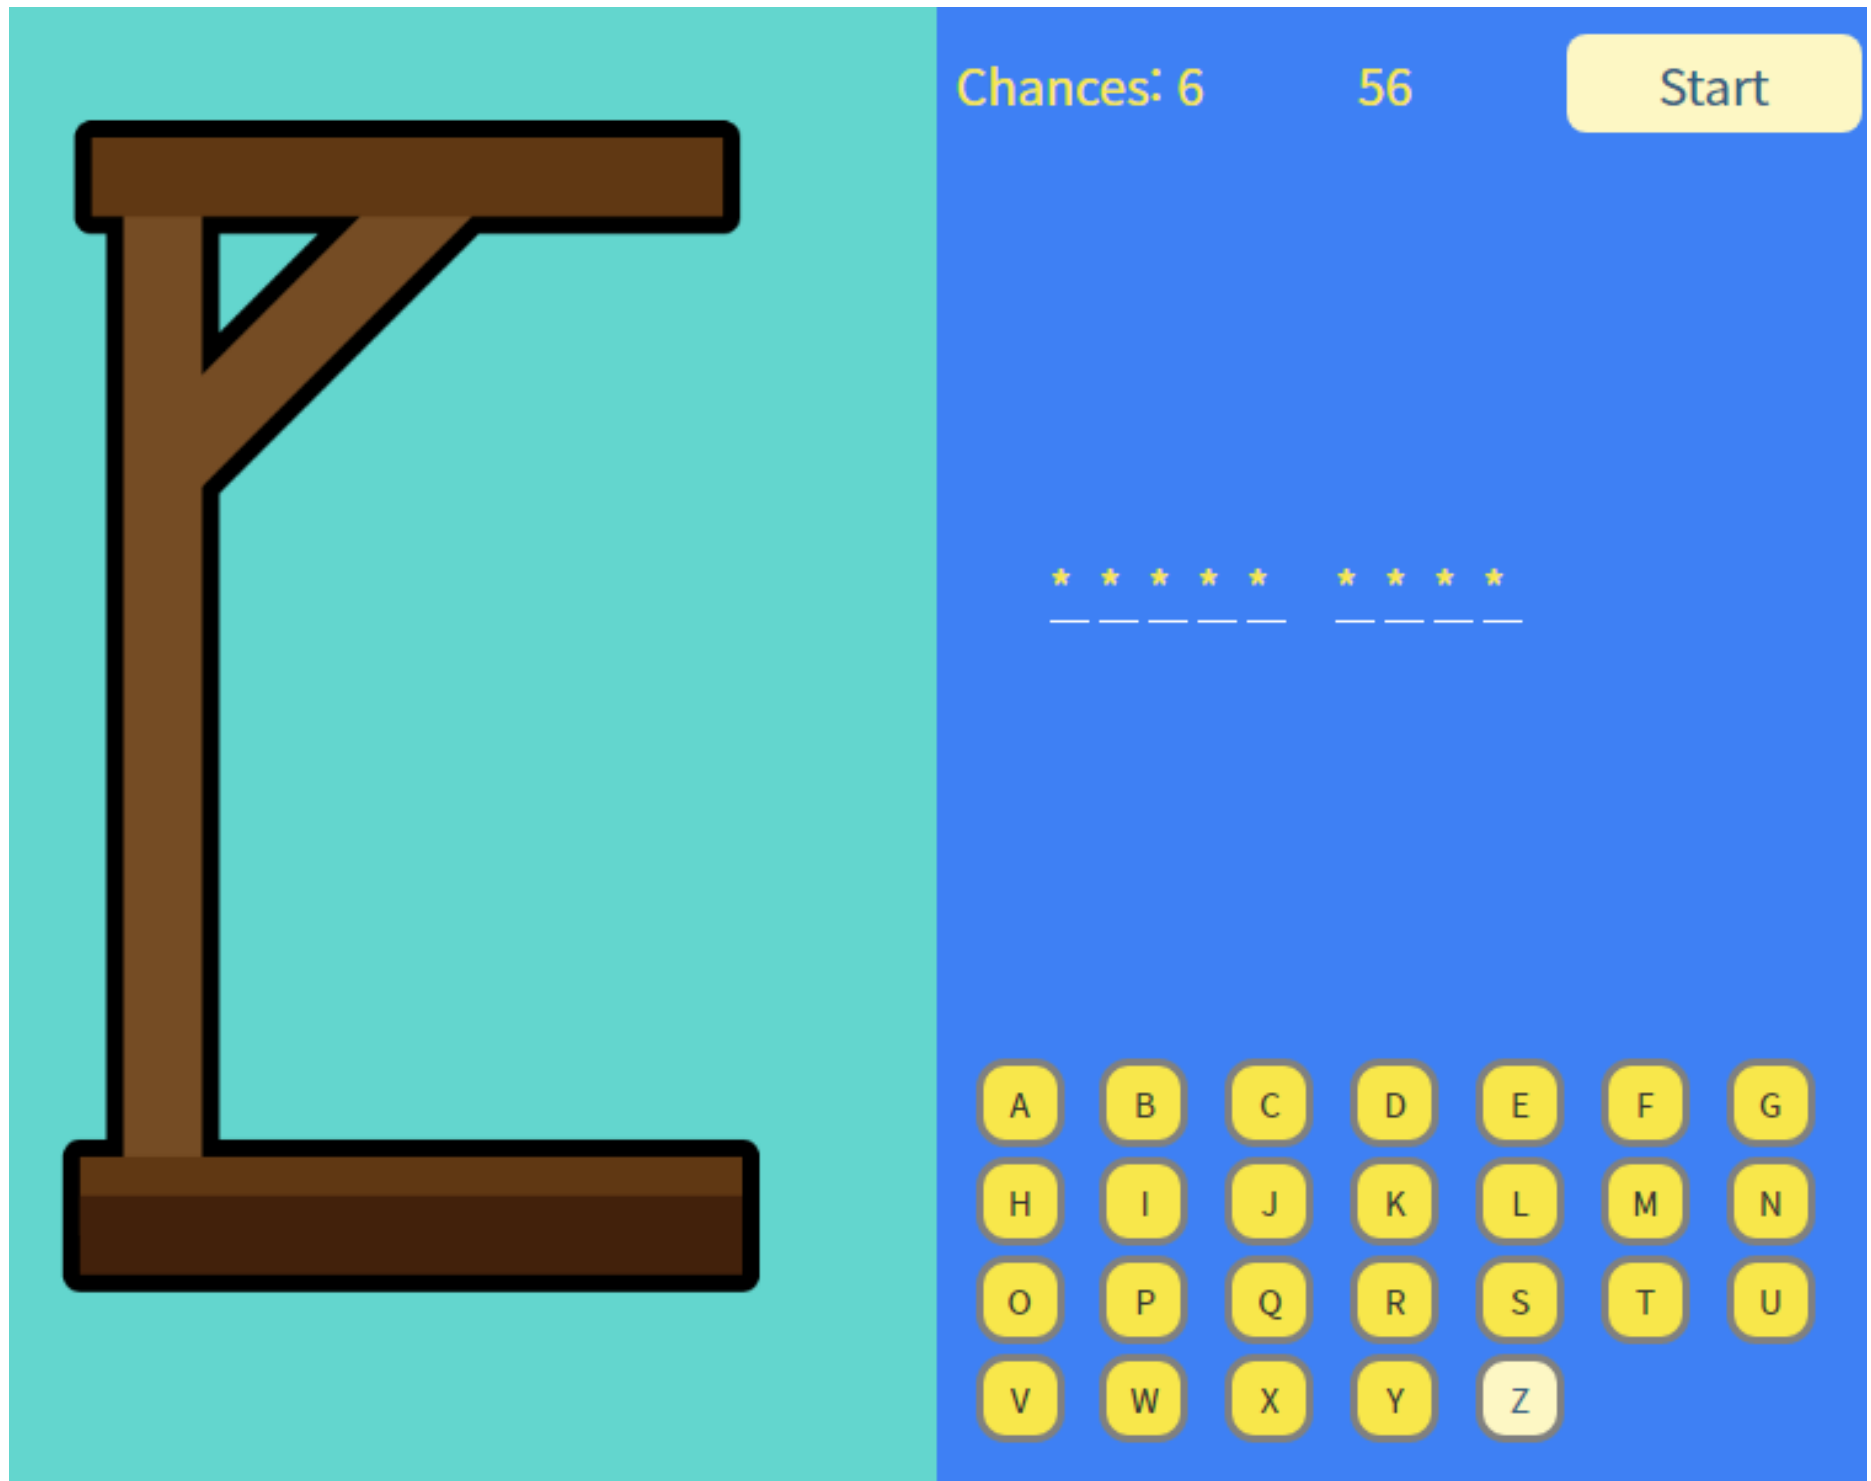 Chances: 6 56 Start
* * * * * * * * *
A B C D E F G
H I J K L M N
O P Q R S T U
V W X Y Z